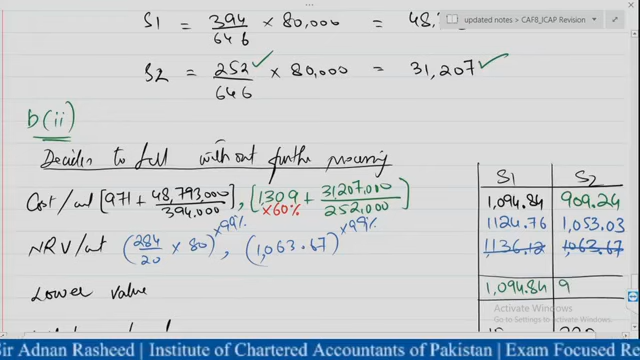 updated notes
CAF8_ICAP Revision
S1 = 394/646 × 80,000 = 48,
S2 = 252/646 × 80,000 = 31,207
b(ii)
Decides to sell without further processing
S1 S2
Cost/unit [971 + 48,793,000/394,000], [1309 ×60% + 31207,000/252,000]
1,094.84 909.24
NRV/unit (284/20 × 80)×99%, (1,063.67)×99%
1124.76 1,053.03
1136.12 1,063.67
Lower value 1,094.84 9
Activate Windows
Go to Settings to activate Windows.
Sir Adnan Rasheed | Institute of Chartered Accountants of Pakistan | Exam Focused Re